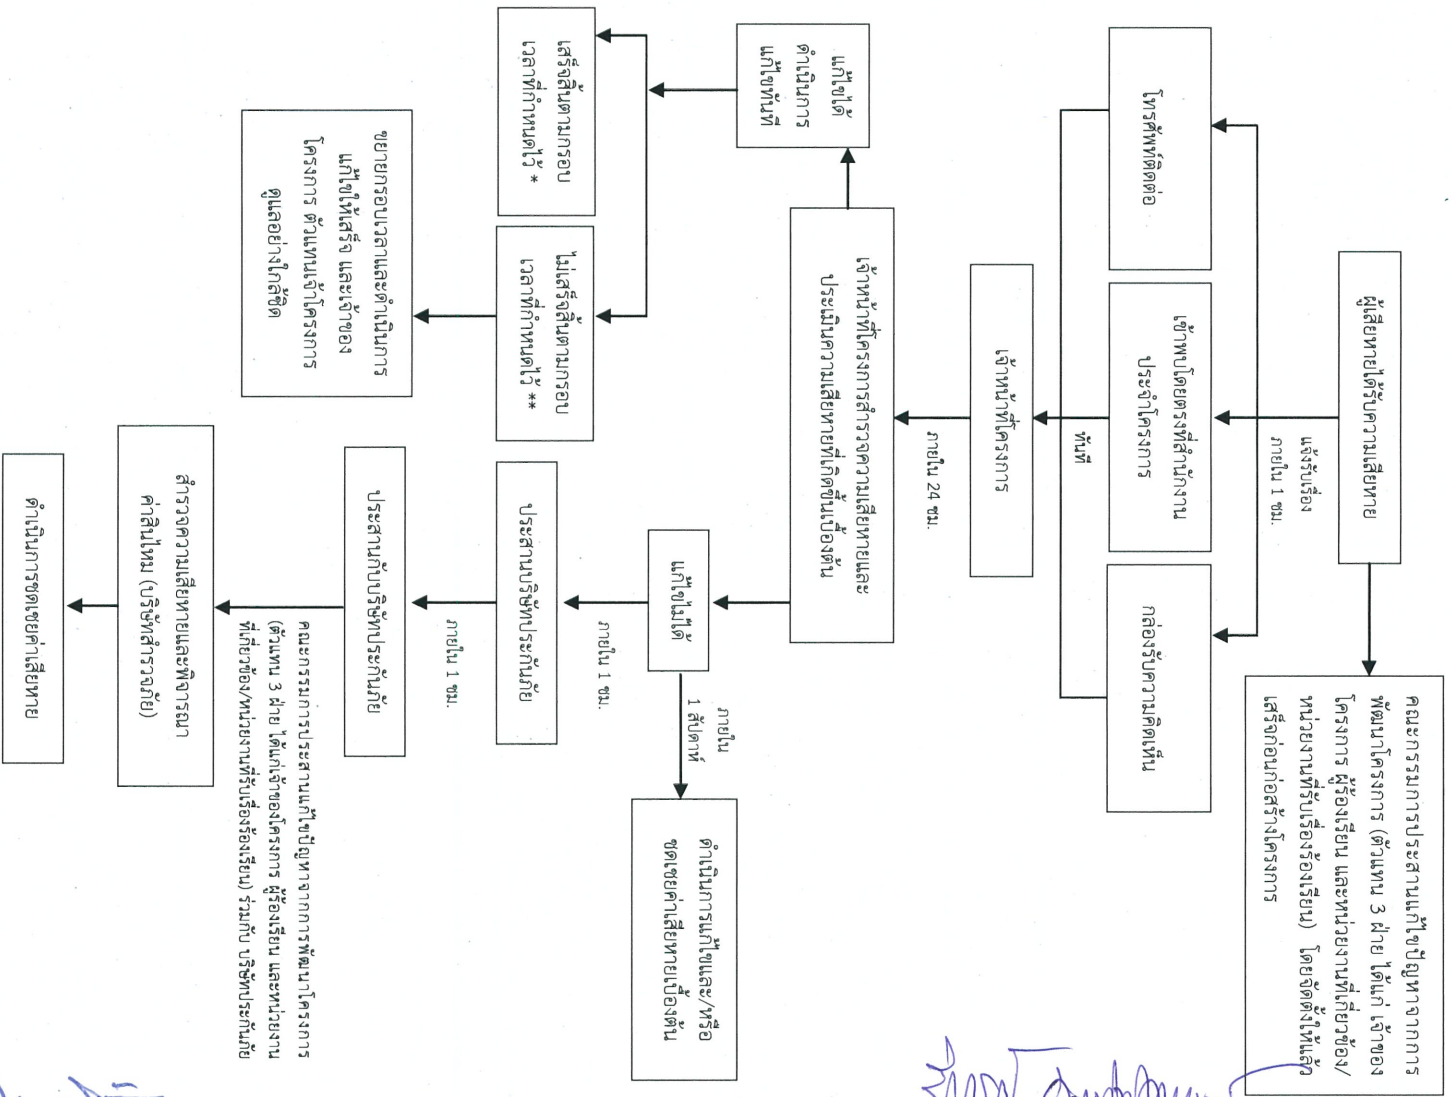 ผู้เสียหายได้รับความเสียหาย
คณะกรรมการประสานแก้ไขปัญหาจากการ
พัฒนาโครงการ (ตัวแทน 3 ฝ่าย ได้แก่ เจ้าของ
โครงการ ผู้ร้องเรียน และหน่วยงานที่เกี่ยวข้อง/
หน่วยงานที่รับเรื่องร้องเรียน) โดยจัดตั้งให้แล้ว
เสร็จก่อนก่อสร้างโครงการ
แจ้งรับเรื่อง
ภายใน 1 ชม.
โทรศัพท์ติดต่อ
เข้าพบโดยตรงที่สำนักงาน
ประจำโครงการ
กล่องรับความคิดเห็น
ทันที
เจ้าหน้าที่โครงการ
ภายใน 24 ชม.
เจ้าหน้าที่โครงการสำรวจความเสียหายและ
ประเมินความเสียหายที่เกิดขึ้นเบื้องต้น
แก้ไขได้
ดำเนินการ
แก้ไขทันที
แก้ไขไม่ได้
ภายใน
1 สัปดาห์
ดำเนินการแก้ไขและ/หรือ
ชดเชยค่าเสียหายเบื้องต้น
เสร็จสิ้นตามกรอบ
เวลาที่กำหนดไว้ *
ไม่เสร็จสิ้นตามกรอบ
เวลาที่กำหนดไว้ **
ภายใน 1 ชม.
ประสานบริษัทประกันภัย
ขยายกรอบเวลาและดำเนินการ
แก้ไขให้เสร็จ และเจ้าของ
โครงการ ตัวแทนเจ้าโครงการ
ดูแลอย่างใกล้ชิด
ภายใน 1 ชม.
ประสานกับบริษัทประกันภัย
คณะกรรมการประสานแก้ไขปัญหาจากการพัฒนาโครงการ
(ตัวแทน 3 ฝ่าย ได้แก่เจ้าของโครงการ ผู้ร้องเรียน และหน่วยงาน
ที่เกี่ยวข้อง/หน่วยงานที่รับเรื่องร้องเรียน) ร่วมกับ บริษัทประกันภัย
สำรวจความเสียหายและพิจารณา
ค่าสินไหม (บริษัทสำรวจภัย)
ดำเนินการชดเชยค่าเสียหาย